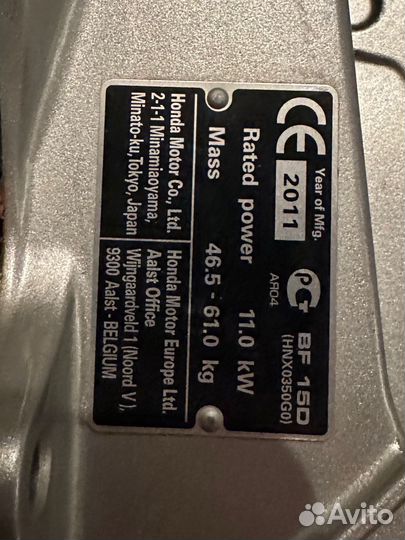 CE
Year of Mfg.
2011
PCT
AR04
BF 15D
(HNX0350G0)
Rated power 11.0 kW
Mass 46.5 - 61.0 kg
Honda Motor Co., Ltd.
2-1-1 Minamiaoyama,
Minato-ku, Tokyo, Japan
Honda Motor Europe Ltd.
Aalst Office
Wijngaardveld 1 (Noord V),
9300 Aalst - BELGIUM
Avito